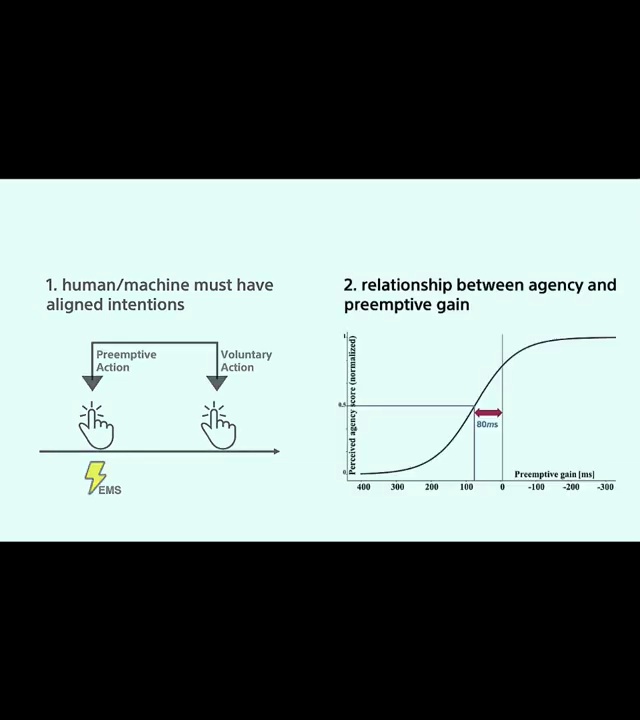 1. human/machine must have
aligned intentions
Preemptive
Action
Voluntary
Action
EMS
2. relationship between agency and
preemptive gain
Perceived agency score (normalized)
1
0.5
0
80ms
Preemptive gain [ms]
400 300 200 100 0 -100 -200 -300